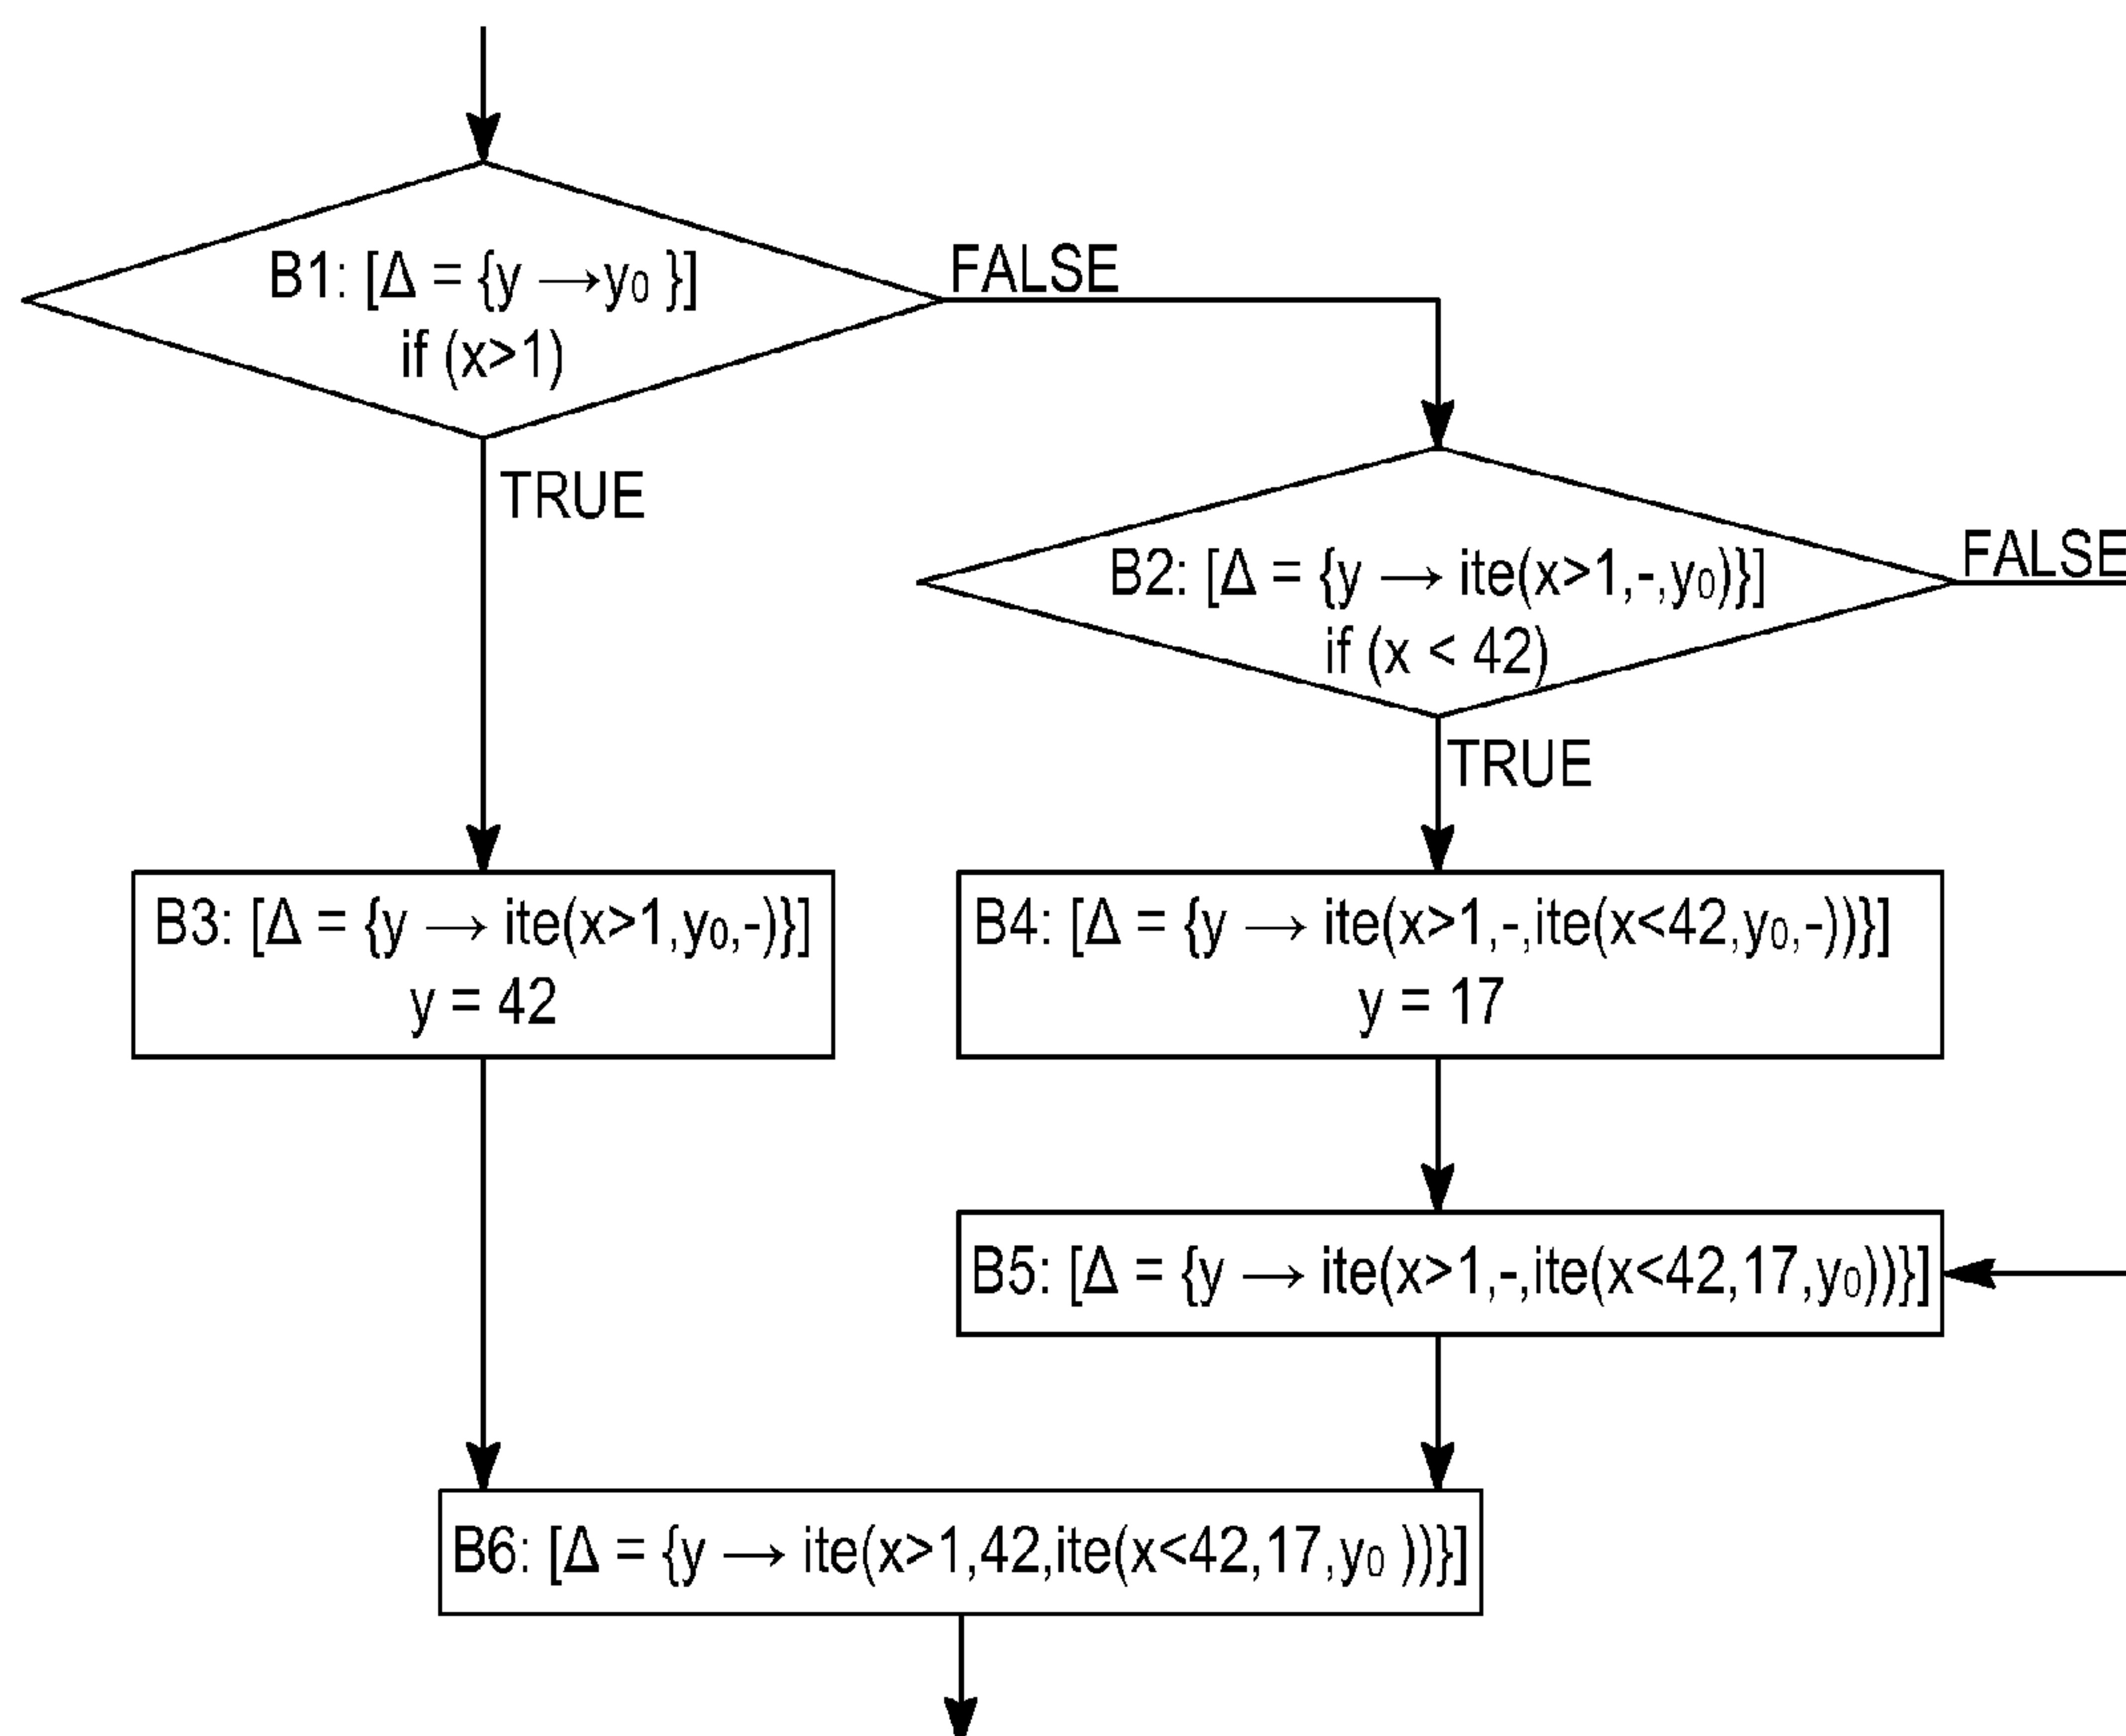 B1: [Δ = {y →y₀ }]
if (x>1)
FALSE
TRUE
B2: [Δ = {y → ite(x>1,-,y₀)}]
if (x < 42)
FALSE
TRUE
B3: [Δ = {y → ite(x>1,y₀,-)}]
y = 42
B4: [Δ = {y → ite(x>1,-,ite(x<42,y₀,-))}]
y = 17
B5: [Δ = {y → ite(x>1,-,ite(x<42,17,y₀))}]
B6: [Δ = {y → ite(x>1,42,ite(x<42,17,y₀ ))}]